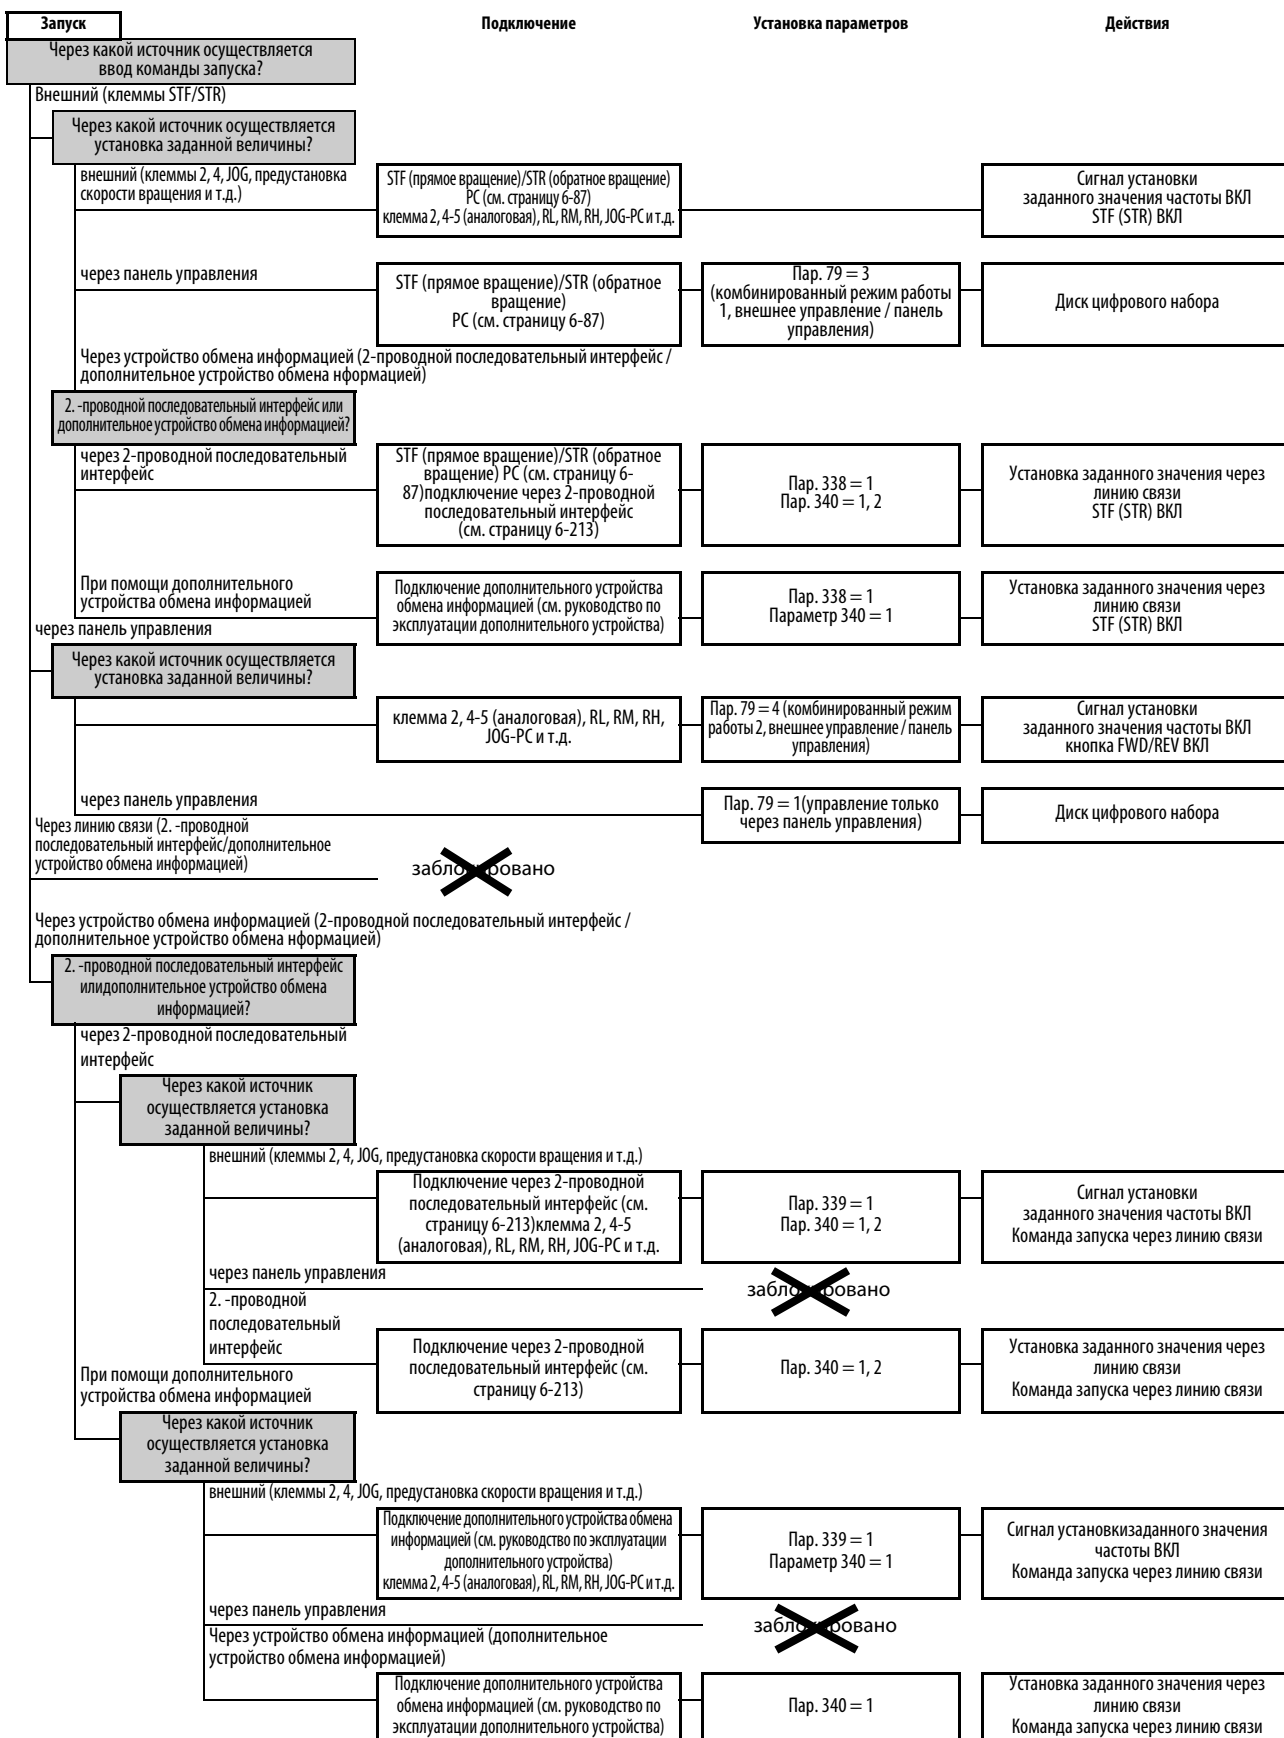 Запуск
Подключение
Установка параметров
Действия
Через какой источник осуществляется
ввод команды запуска?
Внешний (клеммы STF/STR)
Через какой источник осуществляется
установка заданной величины?
внешний (клеммы 2, 4, JOG, предустановка
скорости вращения и т.д.)
STF (прямое вращение)/STR (обратное вращение)
PC (см. страницу 6-87)
клемма 2, 4-5 (аналоговая), RL, RM, RH, JOG-PC и т.д.
Сигнал установки
заданного значения частоты ВКЛ
STF (STR) ВКЛ
через панель управления
STF (прямое вращение)/STR (обратное
вращение)
PC (см. страницу 6-87)
Пар. 79 = 3
(комбинированный режим работы
1, внешнее управление / панель
управления)
Диск цифрового набора
Через устройство обмена информацией (2-проводной последовательный интерфейс /
дополнительное устройство обмена нформацией)
2. -проводной последовательный интерфейс или
дополнительное устройство обмена информацией?
через 2-проводной последовательный
интерфейс
STF (прямое вращение)/STR (обратное
вращение) PC (см. страницу 6-
87)подключение через 2-проводной
последовательный интерфейс
(см. страницу 6-213)
Пар. 338 = 1
Пар. 340 = 1, 2
Установка заданного значения через
линию связи
STF (STR) ВКЛ
При помощи дополнительного
устройства обмена информацией
Подключение дополнительного устройства
обмена информацией (см. руководство по
эксплуатации дополнительного устройства)
Пар. 338 = 1
Параметр 340 = 1
Установка заданного значения через
линию связи
STF (STR) ВКЛ
через панель управления
Через какой источник осуществляется
установка заданной величины?
клемма 2, 4-5 (аналоговая), RL, RM, RH,
JOG-PC и т.д.
Пар. 79 = 4 (комбинированный режим
работы 2, внешнее управление / панель
управления)
Сигнал установки
заданного значения частоты ВКЛ
кнопка FWD/REV ВКЛ
через панель управления
Пар. 79 = 1(управление только
через панель управления)
Диск цифрового набора
Через линию связи (2. -проводной
последовательный интерфейс/дополнительное
устройство обмена информацией)
заблокировано
Через устройство обмена информацией (2-проводной последовательный интерфейс /
дополнительное устройство обмена нформацией)
2. -проводной последовательный интерфейс
илидополнительное устройство обмена
информацией?
через 2-проводной последовательный
интерфейс
Через какой источник
осуществляется установка
заданной величины?
внешний (клеммы 2, 4, JOG, предустановка скорости вращения и т.д.)
Подключение через 2-проводной
последовательный интерфейс (см.
страницу 6-213)клемма 2, 4-5
(аналоговая), RL, RM, RH, JOG-PC и т.д.
Пар. 339 = 1
Пар. 340 = 1, 2
Сигнал установки
заданного значения частоты ВКЛ
Команда запуска через линию связи
через панель управления
заблокировано
2. -проводной
последовательный
интерфейс
Подключение через 2-проводной
последовательный интерфейс (см.
страницу 6-213)
Пар. 340 = 1, 2
Установка заданного значения через
линию связи
Команда запуска через линию связи
При помощи дополнительного
устройства обмена информацией
Через какой источник
осуществляется установка
заданной величины?
внешний (клеммы 2, 4, JOG, предустановка скорости вращения и т.д.)
Подключение дополнительного устройства обмена
информацией (см. руководство по эксплуатации
дополнительного устройства)
клемма 2, 4-5 (аналоговая), RL, RM, RH, JOG-PC и т.д.
Пар. 339 = 1
Параметр 340 = 1
Сигнал установкизаданного значения
частоты ВКЛ
Команда запуска через линию связи
через панель управления
заблокировано
Через устройство обмена информацией (дополнительное
устройство обмена информацией)
Подключение дополнительного устройства
обмена информацией (см. руководство по
эксплуатации дополнительного устройства)
Пар. 340 = 1
Установка заданного значения через
линию связи
Команда запуска через линию связи